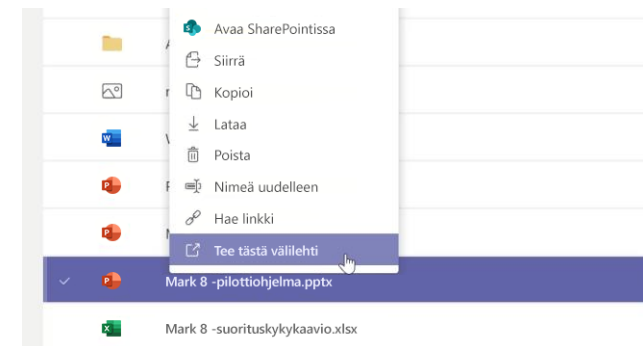 Avaa SharePointissa
Siirrä
Kopioi
Lataa
Poista
Nimeä uudelleen
Hae linkki
Tee tästä välilehti
Mark 8 -pilottiohjelma.pptx
Mark 8 -suorituskykykaavio.xlsx